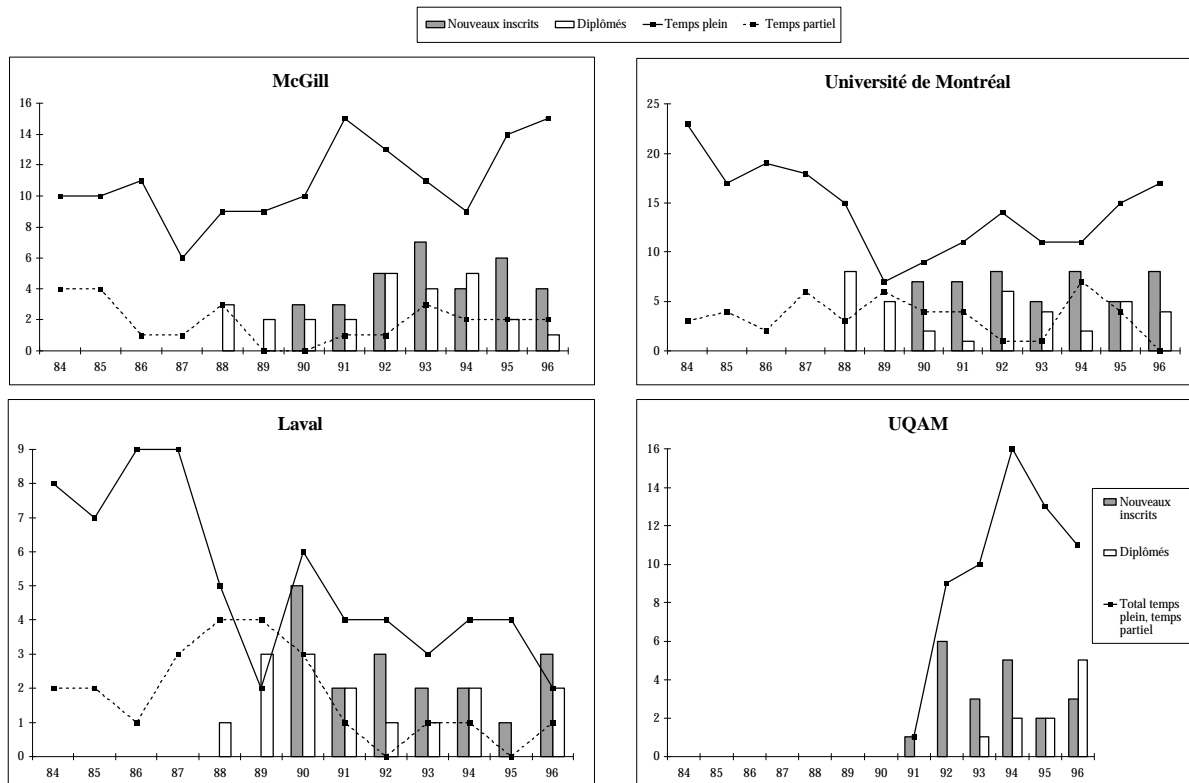 Nouveaux inscrits Diplômés Temps plein Temps partiel
McGill
16
14
12
10
8
6
4
2
0
84 85 86 87 88 89 90 91 92 93 94 95 96
Université de Montréal
25
20
15
10
5
0
84 85 86 87 88 89 90 91 92 93 94 95 96
Laval
9
8
7
6
5
4
3
2
1
0
84 85 86 87 88 89 90 91 92 93 94 95 96
UQAM
16
14
12
10
8
6
4
2
0
84 85 86 87 88 89 90 91 92 93 94 95 96
Nouveaux
inscrits
Diplômés
Total temps
plein, temps
partiel